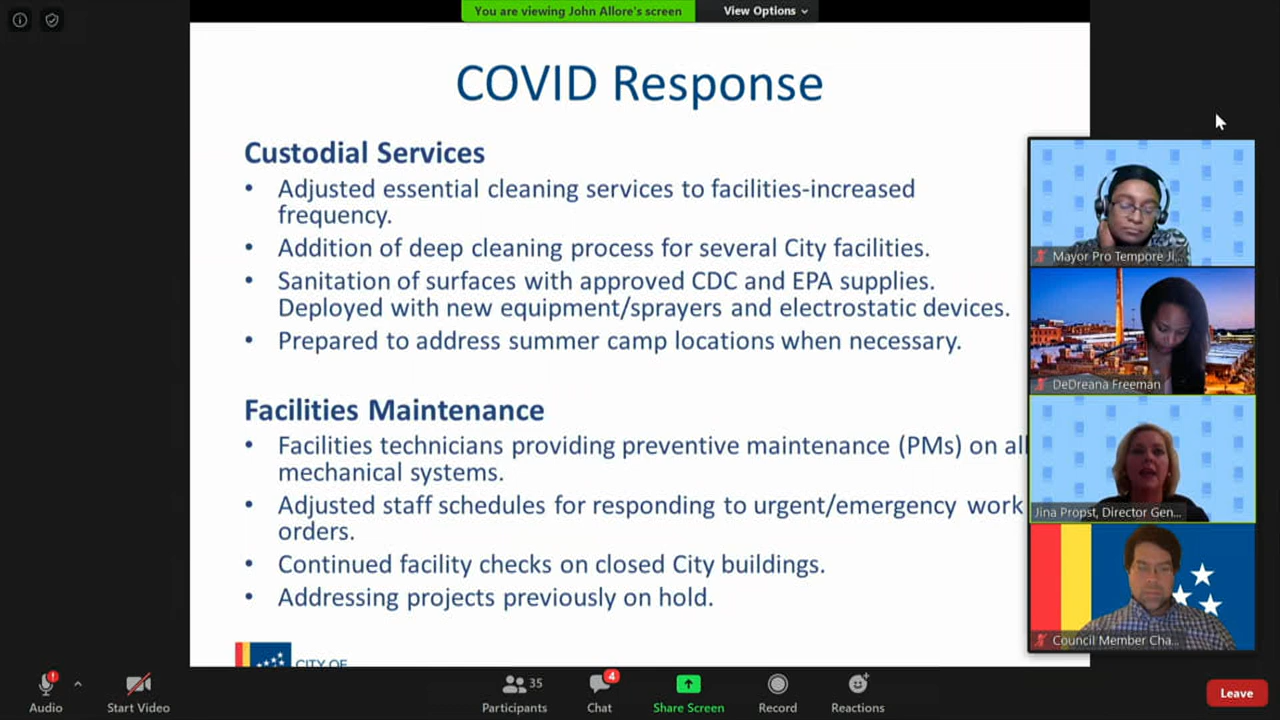 You are viewing John Allore's screen
View Options
COVID Response
Custodial Services
• Adjusted essential cleaning services to facilities-increased
frequency.
• Addition of deep cleaning process for several City facilities.
• Sanitation of surfaces with approved CDC and EPA supplies.
Deployed with new equipment/sprayers and electrostatic devices.
• Prepared to address summer camp locations when necessary.
Facilities Maintenance
• Facilities technicians providing preventive maintenance (PMs) on all
mechanical systems.
• Adjusted staff schedules for responding to urgent/emergency work
orders.
• Continued facility checks on closed City buildings.
• Addressing projects previously on hold.
CITY OF
Mayor Pro Tempore Ji...
DeDreana Freeman
Jina Propst, Director Gen...
Council Member Cha...
Audio
Start Video
35
Participants
4
Chat
Share Screen
Record
Reactions
Leave